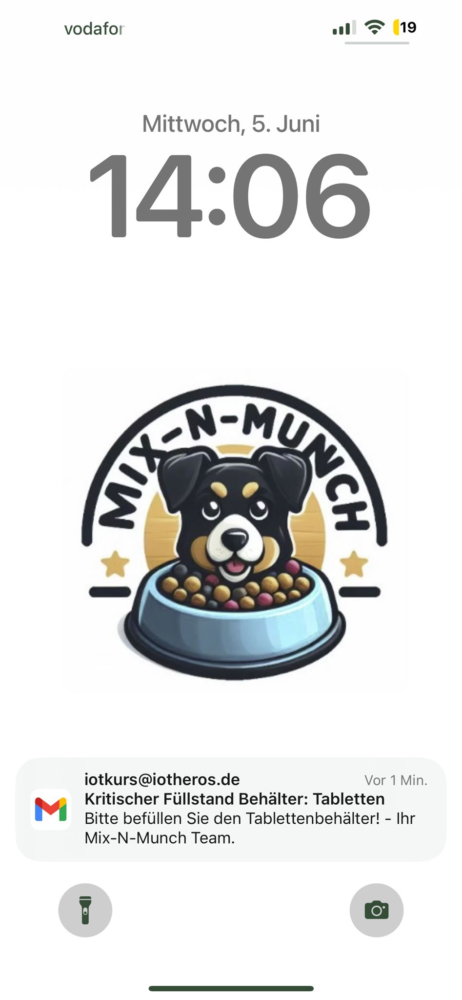 vodafor
19
Mittwoch, 5. Juni
14:06
MIX-N-MUNCH
iotkurs@iotheros.de Vor 1 Min.
Kritischer Füllstand Behälter: Tabletten
Bitte befüllen Sie den Tablettenbehälter! - Ihr
Mix-N-Munch Team.